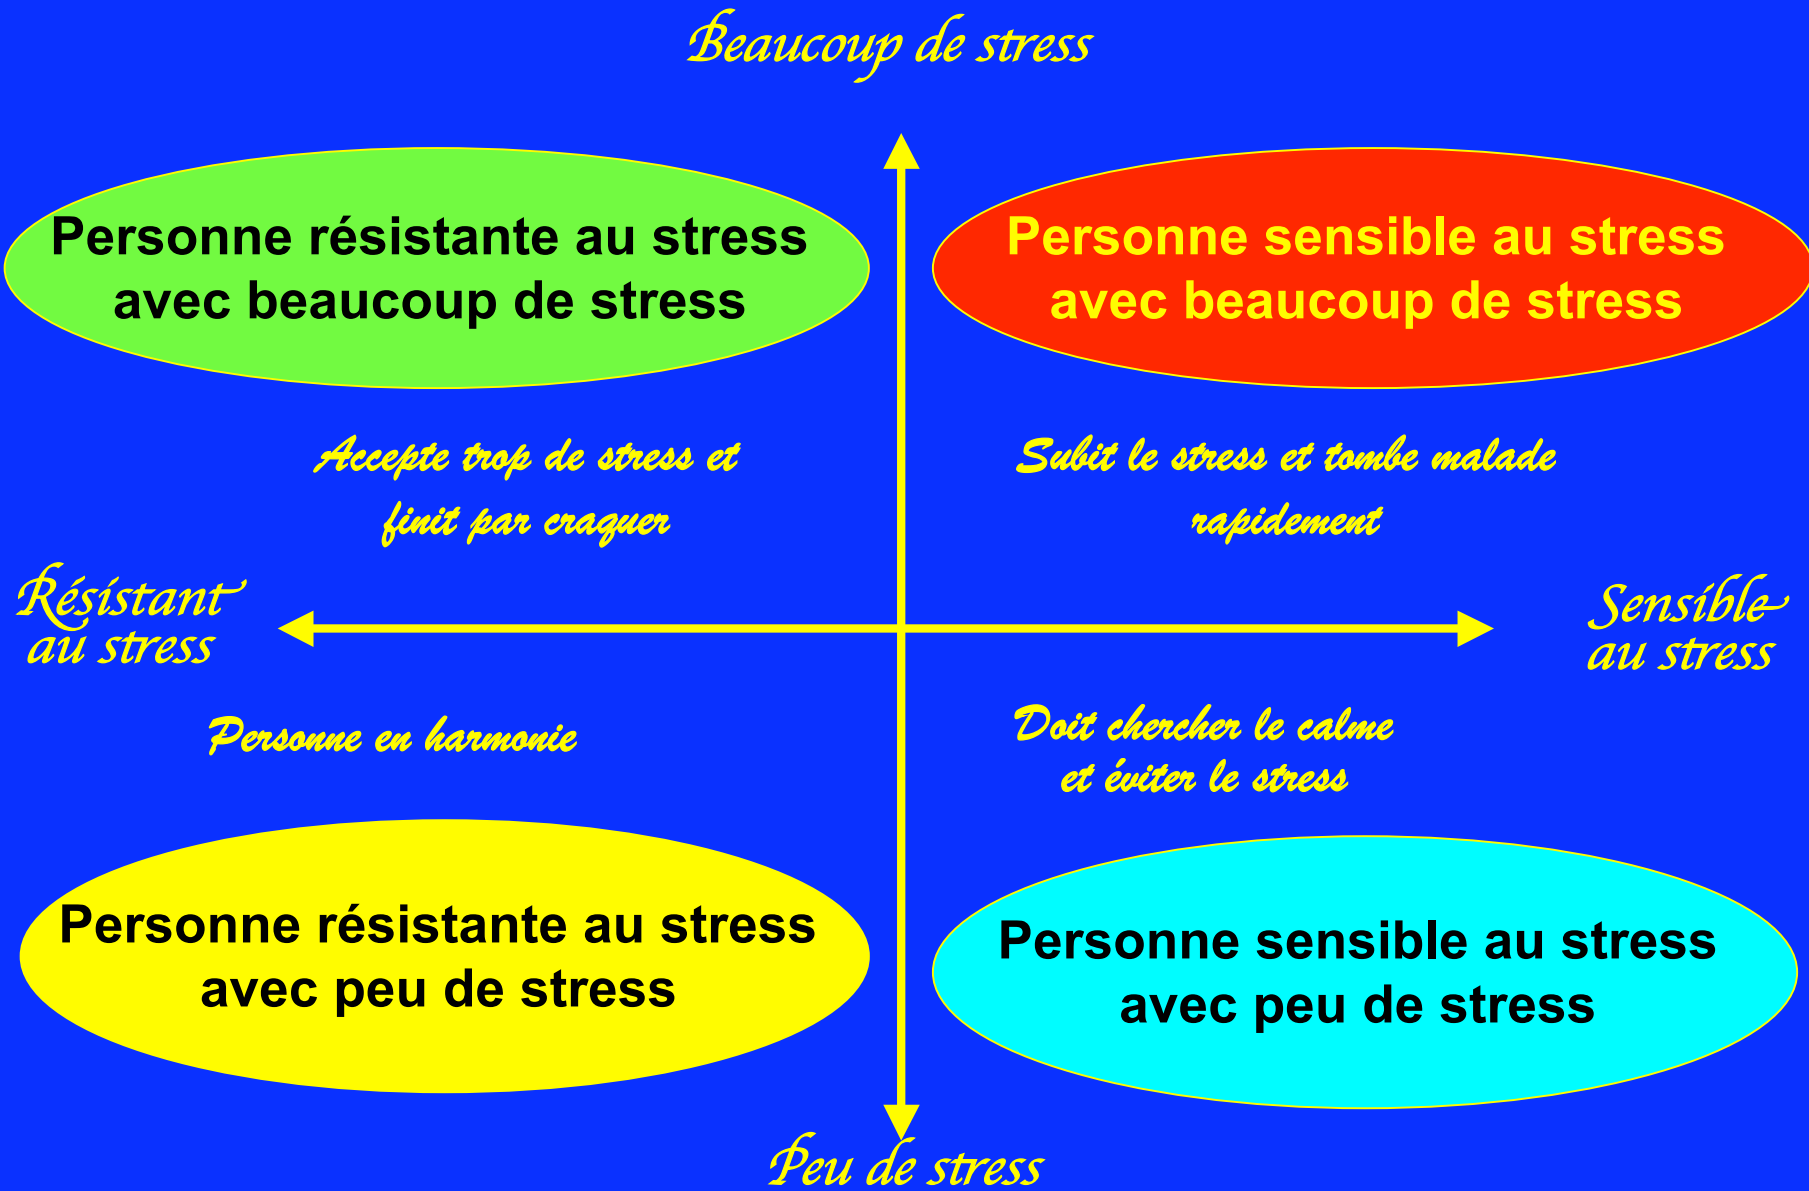 Beaucoup de stress
Personne résistante au stress
avec beaucoup de stress
Personne sensible au stress
avec beaucoup de stress
Accepte trop de stress et
finit par craquer
Subit le stress et tombe malade
rapidement
Résistant
au stress
Sensible
au stress
Personne en harmonie
Doit chercher le calme
et éviter le stress
Personne résistante au stress
avec peu de stress
Personne sensible au stress
avec peu de stress
Peu de stress